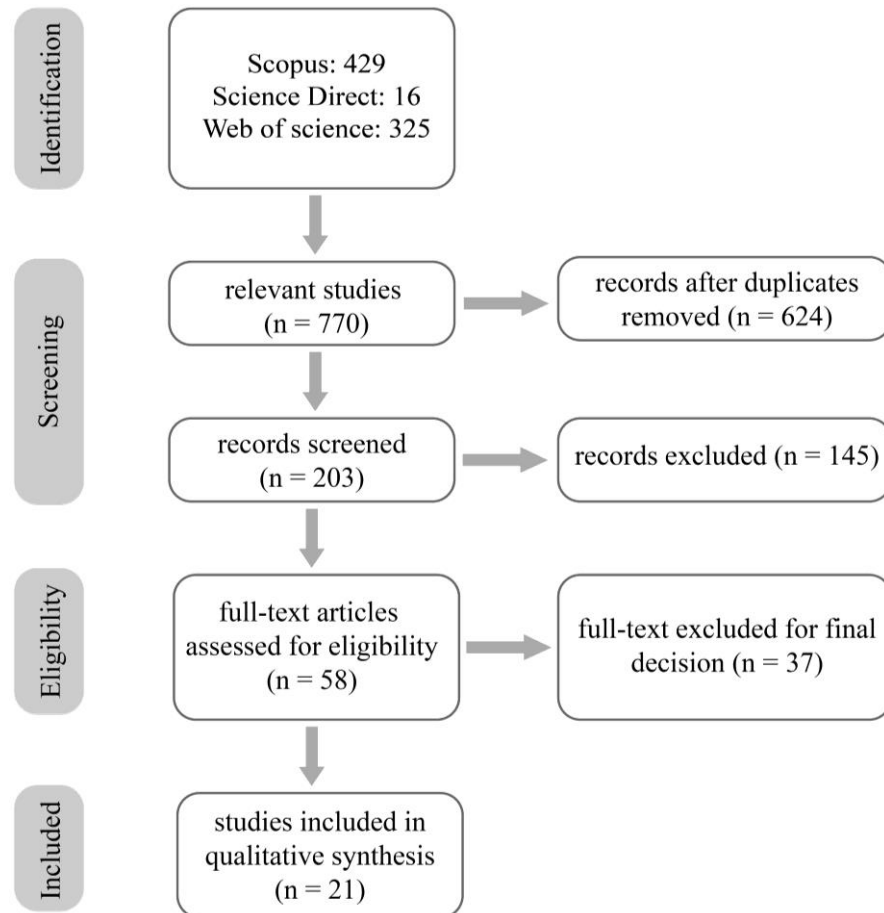 Identification
Scopus: 429
Science Direct: 16
Web of science: 325
Screening
relevant studies
(n = 770)
records after duplicates
removed (n = 624)
records screened
(n = 203)
records excluded (n = 145)
Eligibility
full-text articles
assessed for eligibility
(n = 58)
full-text excluded for final
decision (n = 37)
Included
studies included in
qualitative synthesis
(n = 21)